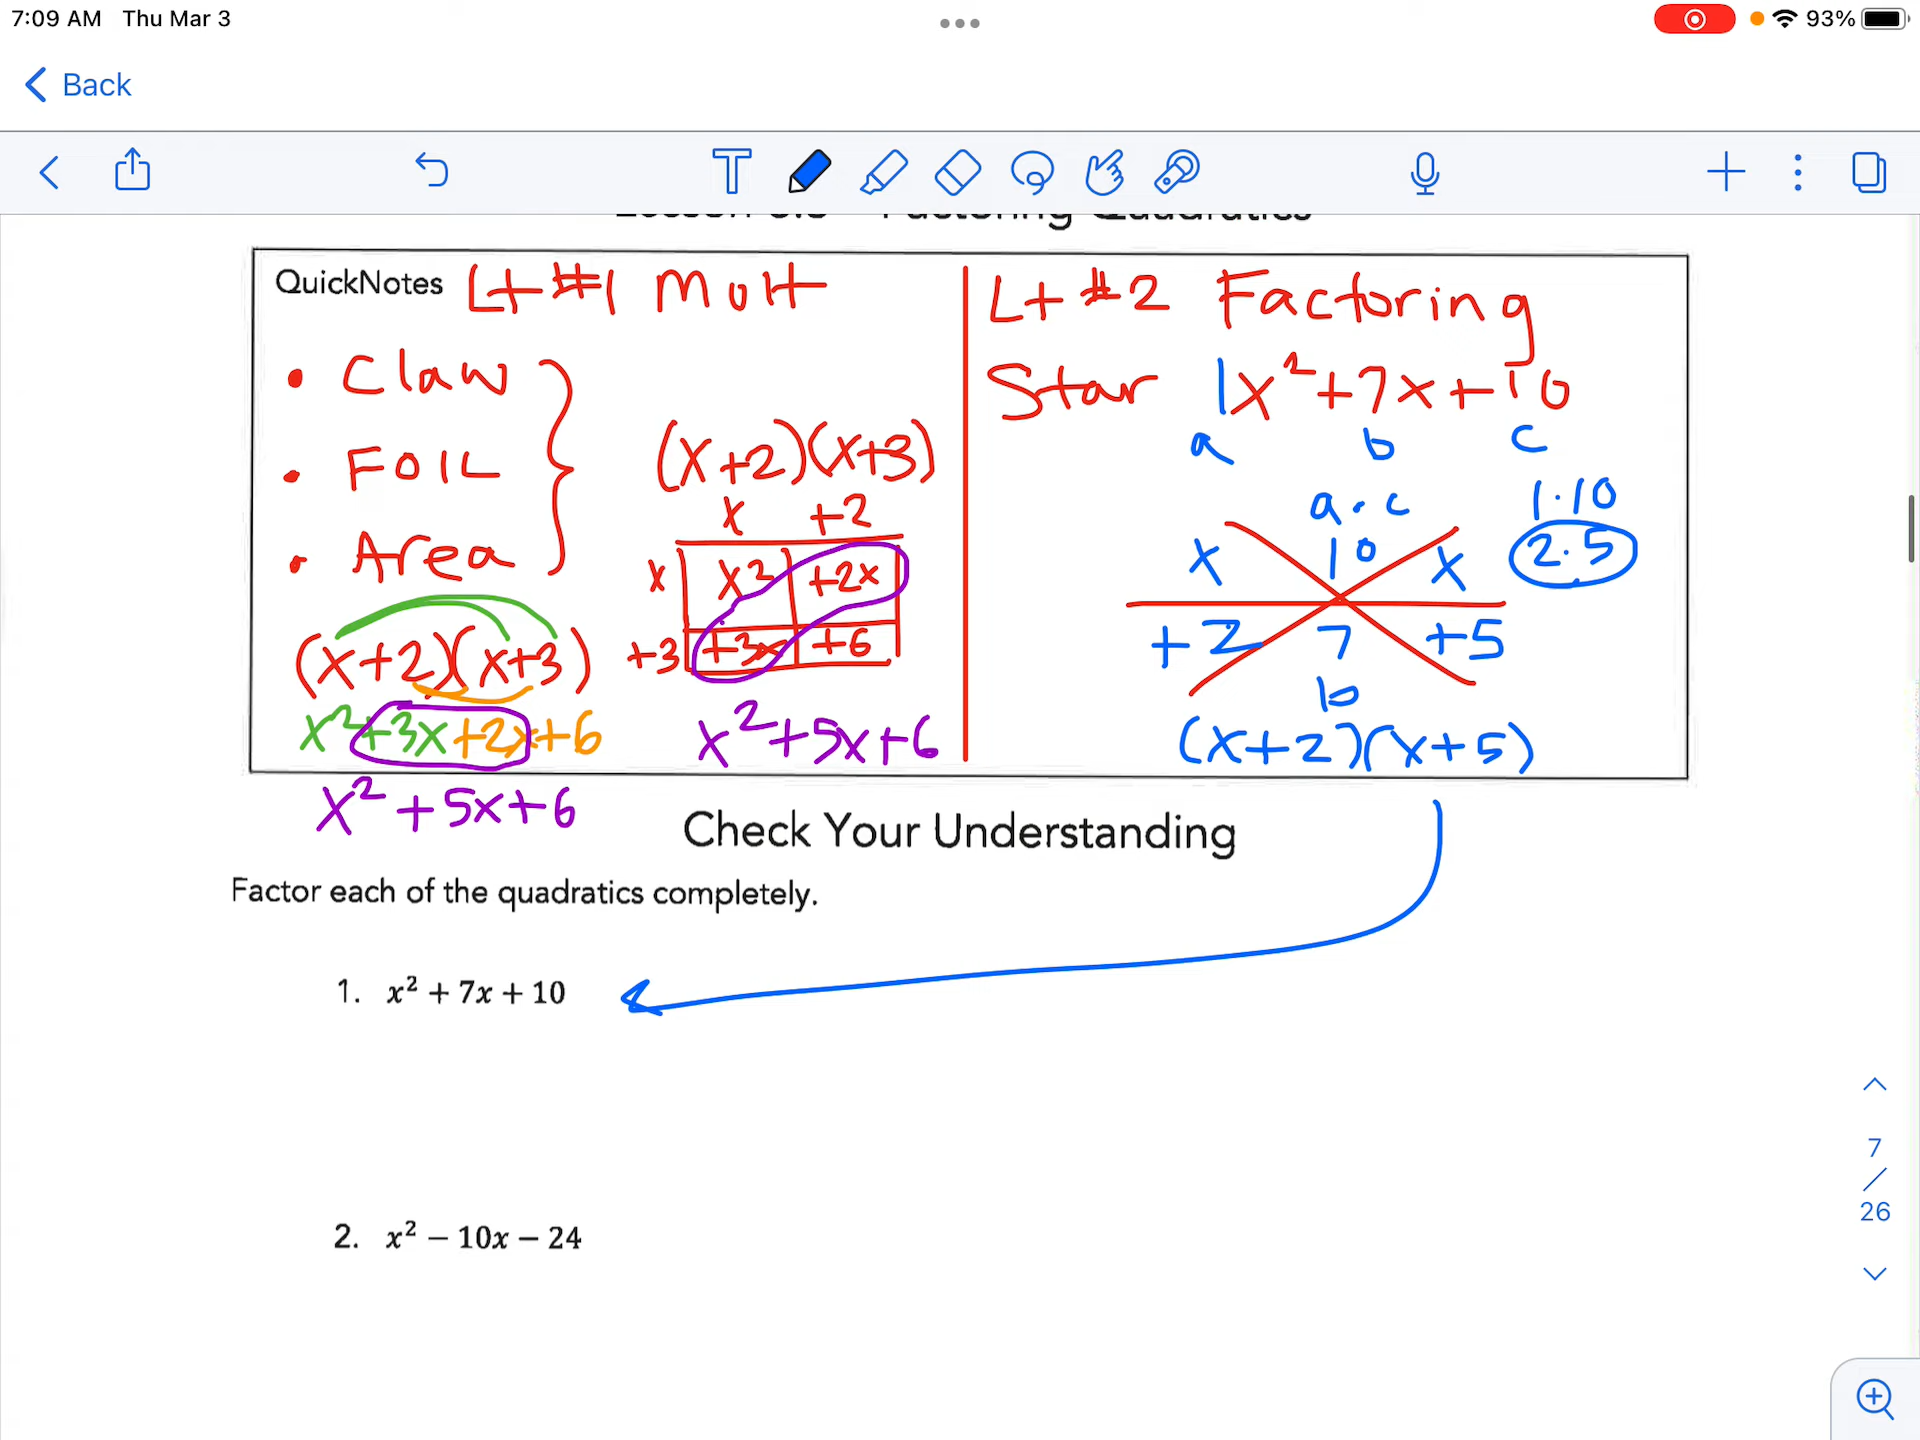 7:09 AM Thu Mar 3
93%
Back
Factoring Quadratics
QuickNotes Lt #1 Mult
• Claw
• FOIL
• Area
(x+2)(x+3)
x²+3x+2x+6
x²+5x+6
(x+2)(x+3)
x +2
x x² +2x
+3 +3x +6
x²+5x+6
Lt #2 Factoring
Star 1x²+7x+10
a b c
a·c 1·10
x 10 x 2·5
+2 7 +5
b
(x+2)(x+5)
Check Your Understanding
Factor each of the quadratics completely.
1. x² + 7x + 10
2. x² − 10x − 24
7
/
26